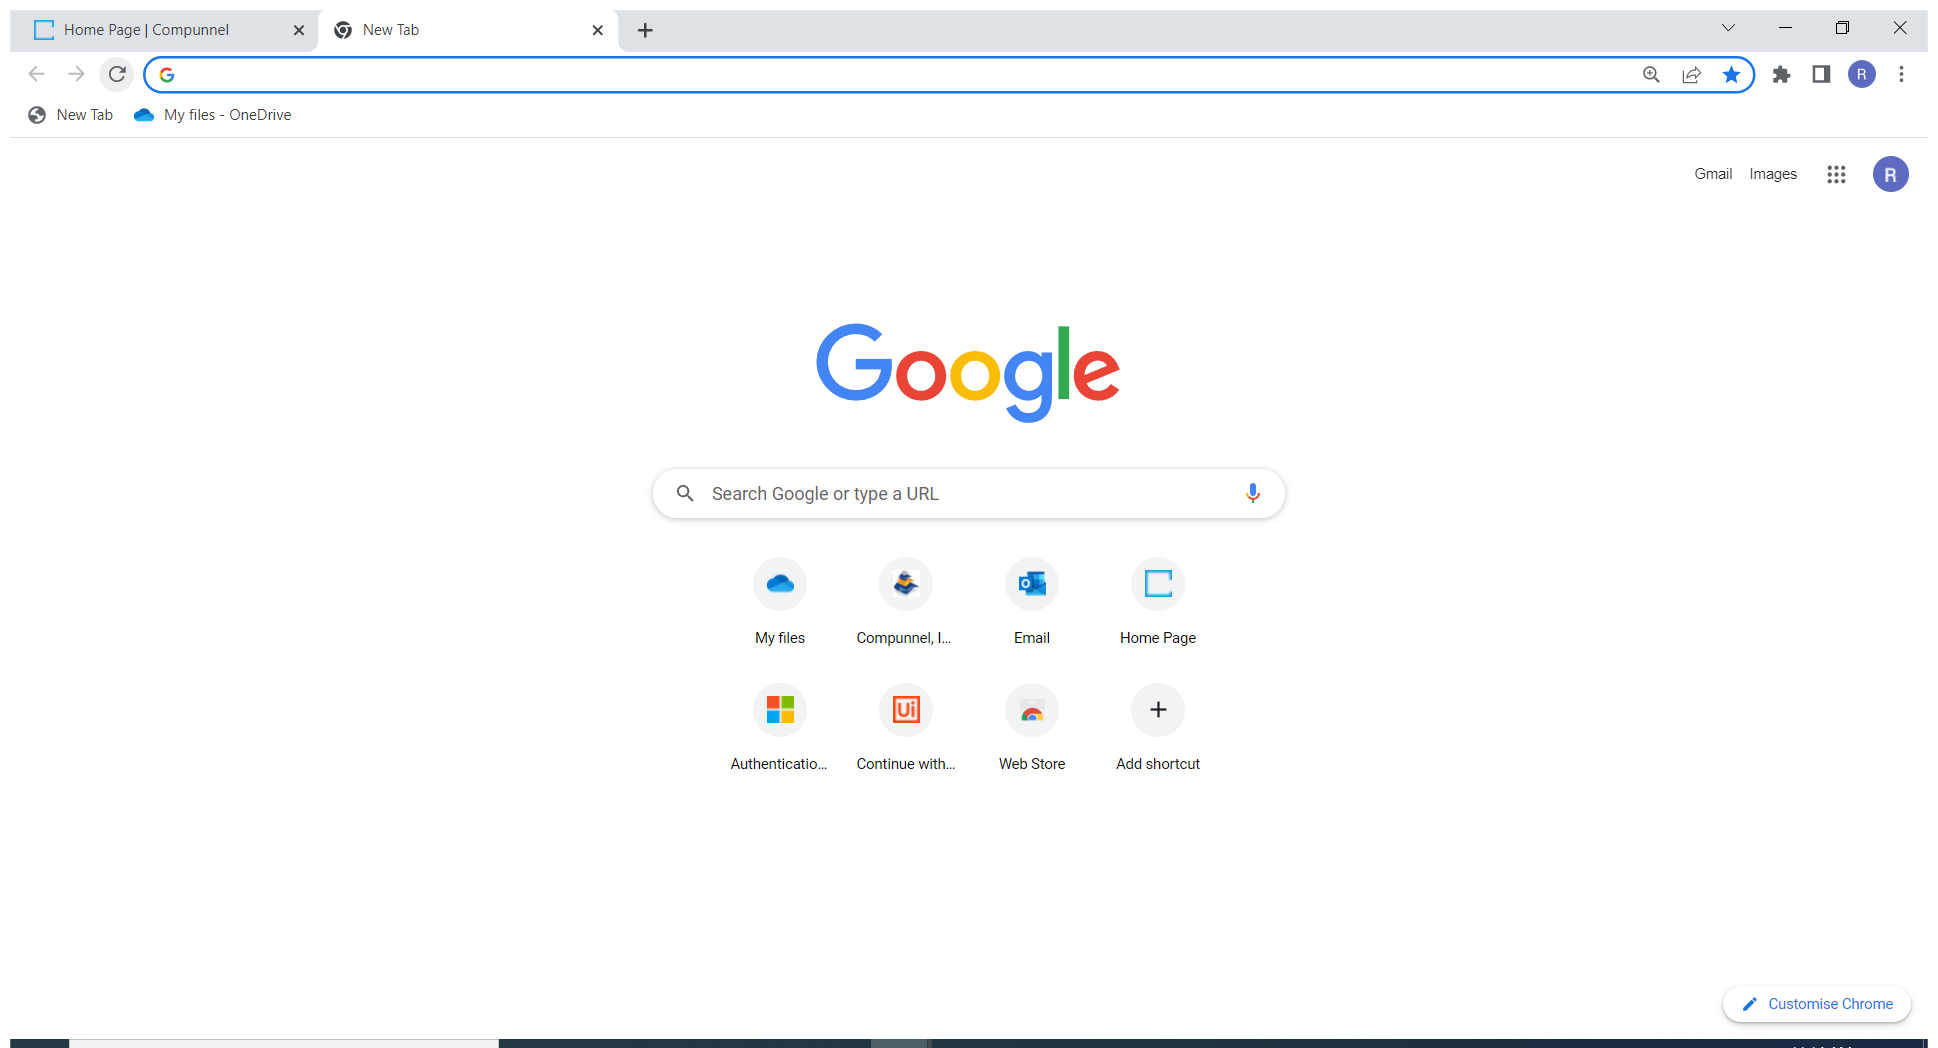 Home Page | Compunnel
New Tab
New Tab
My files - OneDrive
R
Gmail Images
R
Google
Search Google or type a URL
My files
Compunnel, I...
Email
Home Page
Authenticatio...
Ui
Continue with...
Web Store
Add shortcut
Customise Chrome